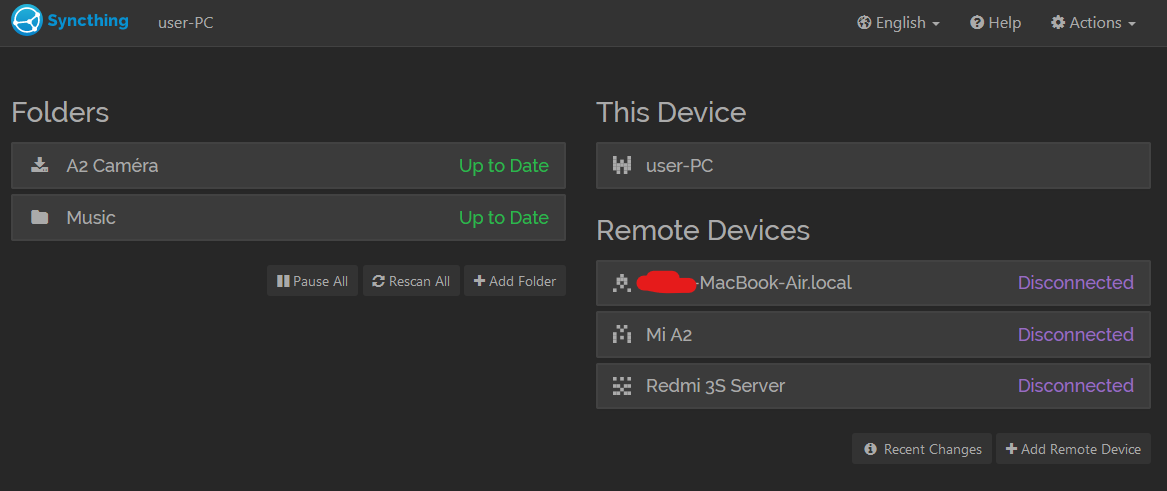 Syncthing user-PC English Help Actions
Folders
A2 Caméra Up to Date
Music Up to Date
Pause All Rescan All Add Folder
This Device
user-PC
Remote Devices
-MacBook-Air.local Disconnected
Mi A2 Disconnected
Redmi 3S Server Disconnected
Recent Changes Add Remote Device